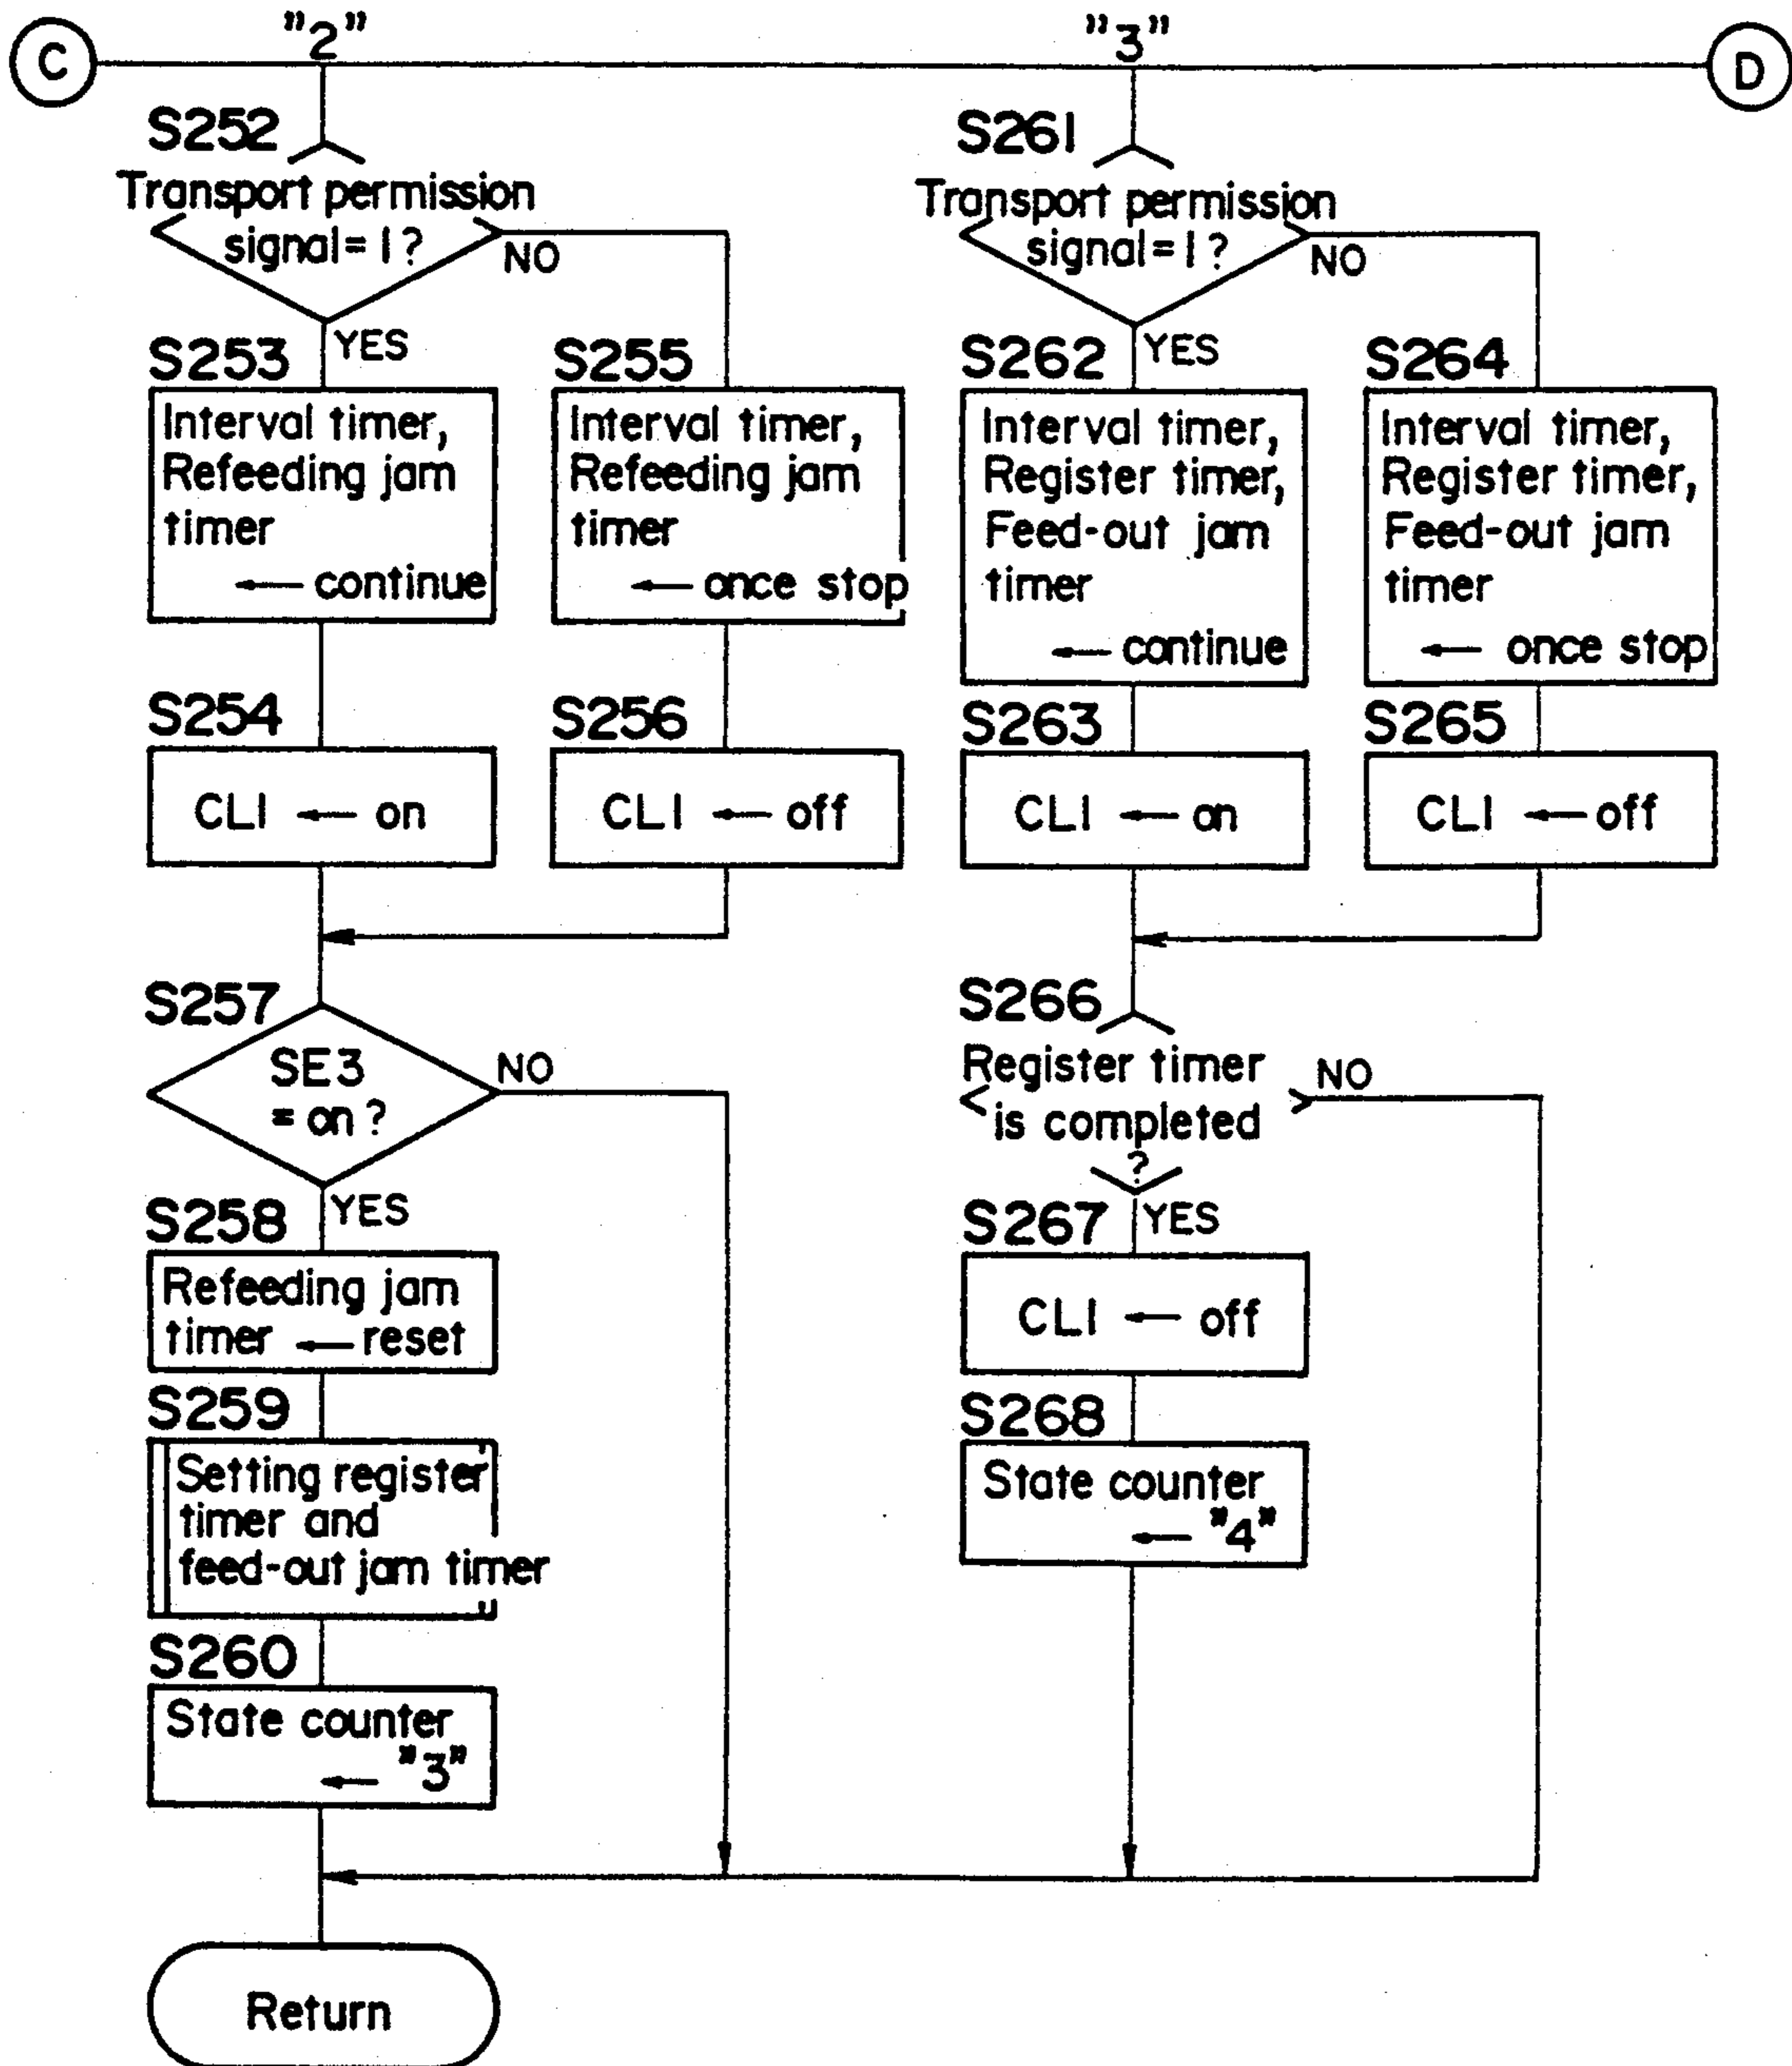 C
"2"
"3"
D
S252
Transport permission
signal=1?
NO
YES
S253
Interval timer,
Refeeding jam
timer
← continue
S255
Interval timer,
Refeeding jam
timer
← once stop
S254
CL1 ← on
S256
CL1 ← off
S257
SE3
= on?
NO
YES
S258
Refeeding jam
timer ← reset
S259
Setting register
timer and
feed-out jam timer
S260
State counter
← "3"
S261
Transport permission
signal=1?
NO
YES
S262
Interval timer,
Register timer,
Feed-out jam
timer
← continue
S264
Interval timer,
Register timer,
Feed-out jam
timer
← once stop
S263
CL1 ← on
S265
CL1 ← off
S266
Register timer
is completed
?
NO
YES
S267
CL1 ← off
S268
State counter
← "4"
Return